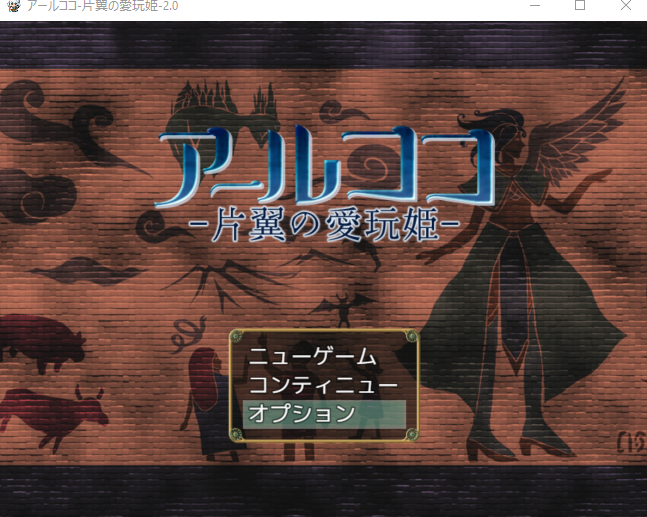 アールココ-片翼の愛玩姫-2.0
アールココ
-片翼の愛玩姫-
ニューゲーム
コンティニュー
オプション